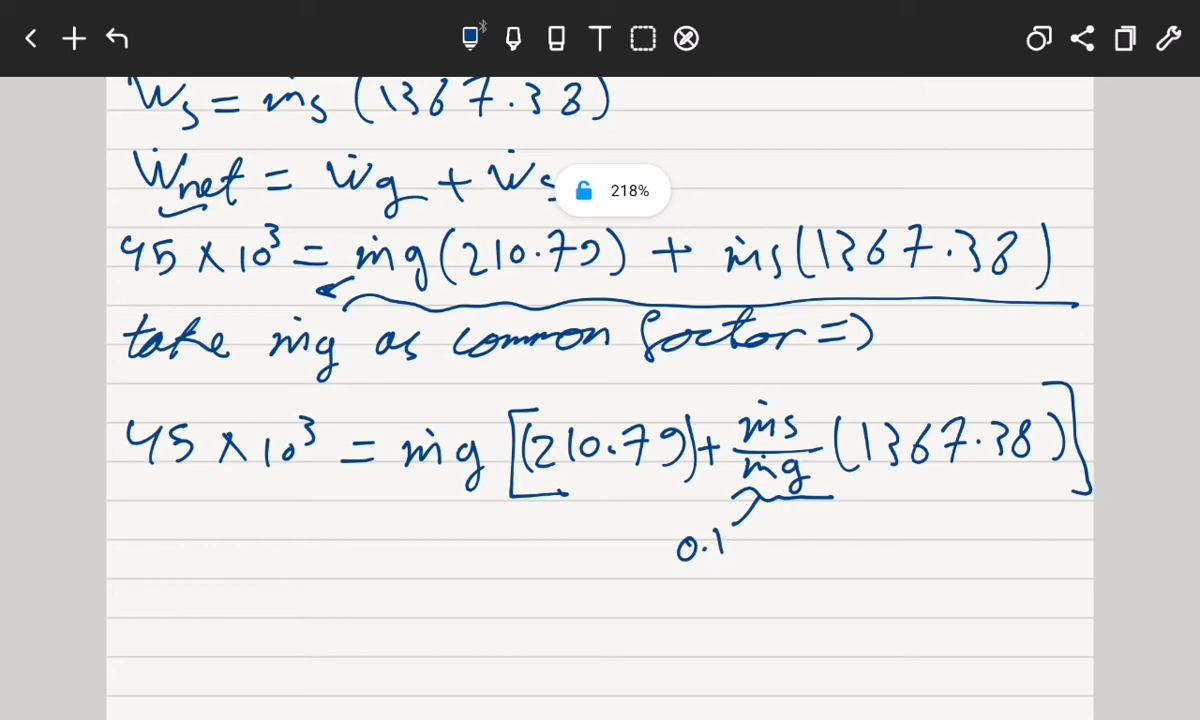 Ẇs = ṁs (1367.38)
Ẇnet = ẇg + ẇs
218%
45 × 10³ = ṁg(210.79) + ṁs(1367.38)
take ṁg as common factor =>
45 × 10³ = ṁg [(210.79) + ṁs/ṁg (1367.38)]
0.1